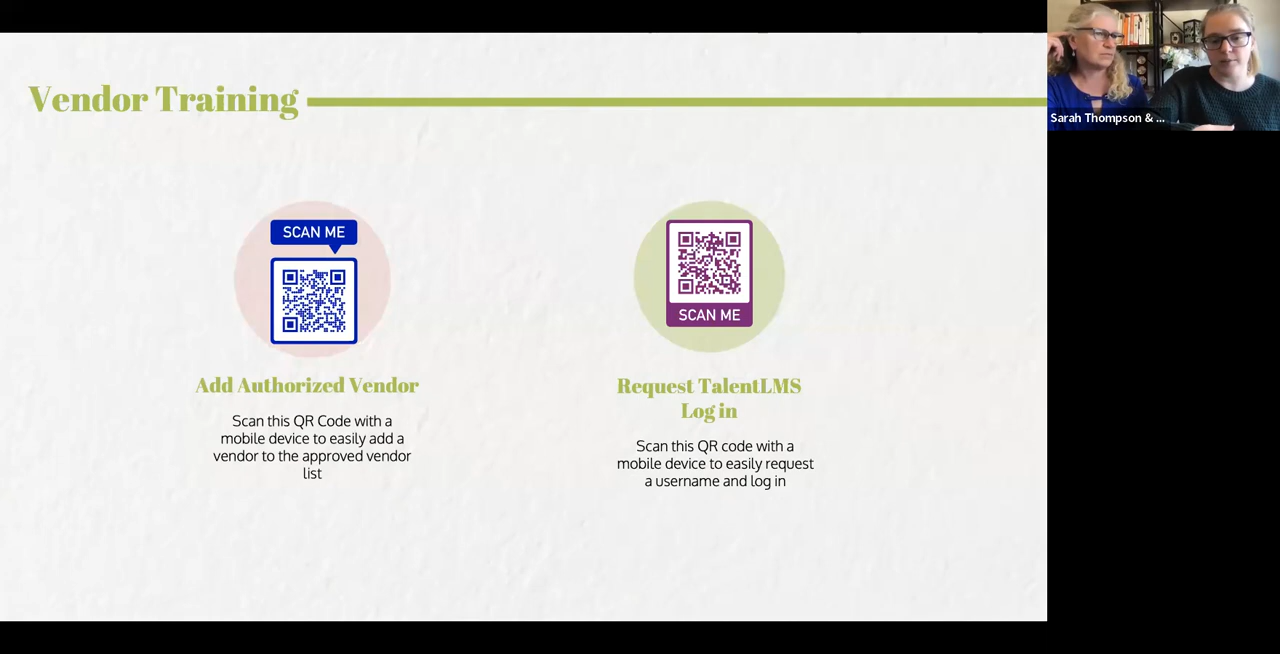 Vendor Training
Sarah Thompson & ...
SCAN ME
SCAN ME
Add Authorized Vendor
Scan this QR Code with a
mobile device to easily add a
vendor to the approved vendor
list
Request TalentLMS
Log in
Scan this QR code with a
mobile device to easily request
a username and log in